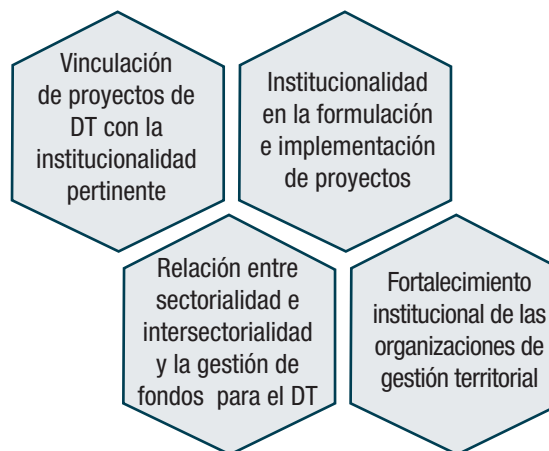 Vinculación
de proyectos de
DT con la
institucionalidad
pertinente
Institucionalidad
en la formulación
e implementación
de proyectos
Relación entre
sectorialidad e
intersectorialidad
y la gestión de
fondos para el DT
Fortalecimiento
institucional de las
organizaciones de
gestión territorial